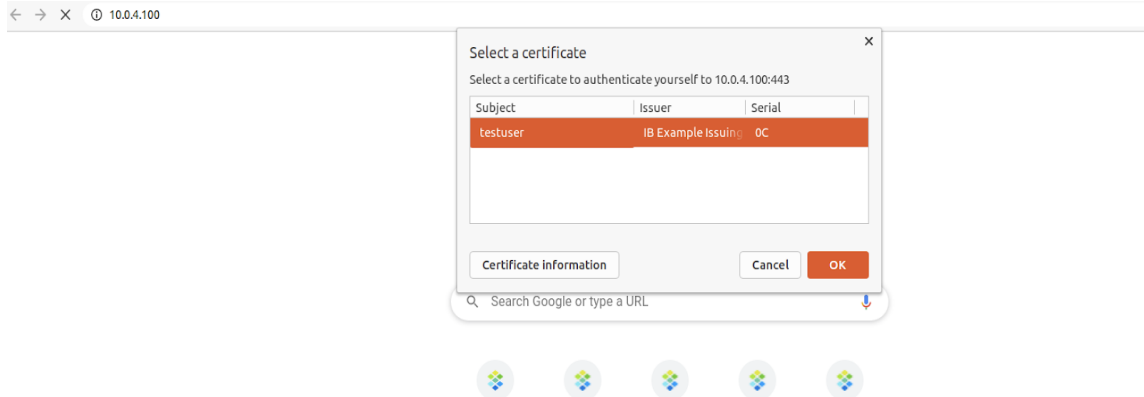 10.0.4.100
Select a certificate
Select a certificate to authenticate yourself to 10.0.4.100:443
Subject Issuer Serial
testuser IB Example Issuing 0C
Certificate information Cancel OK
Search Google or type a URL